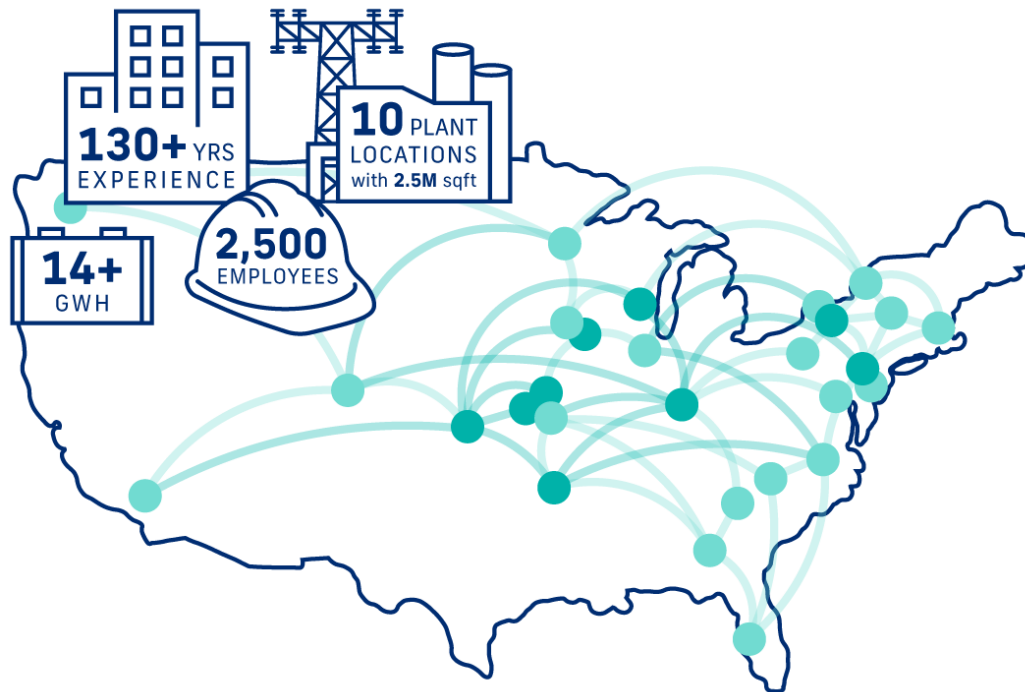 130+ YRS
EXPERIENCE
10 PLANT
LOCATIONS
with 2.5M sqft
14+
GWH
2,500
EMPLOYEES